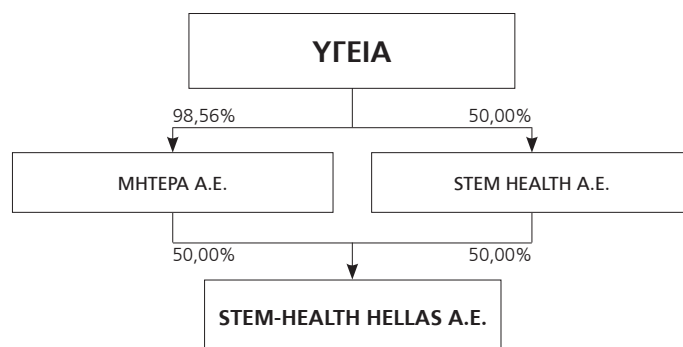 ΥΓΕΙΑ
98,56%
50,00%
ΜΗΤΕΡΑ Α.Ε.
STEM HEALTH Α.Ε.
50,00%
50,00%
STEM-HEALTH HELLAS Α.Ε.